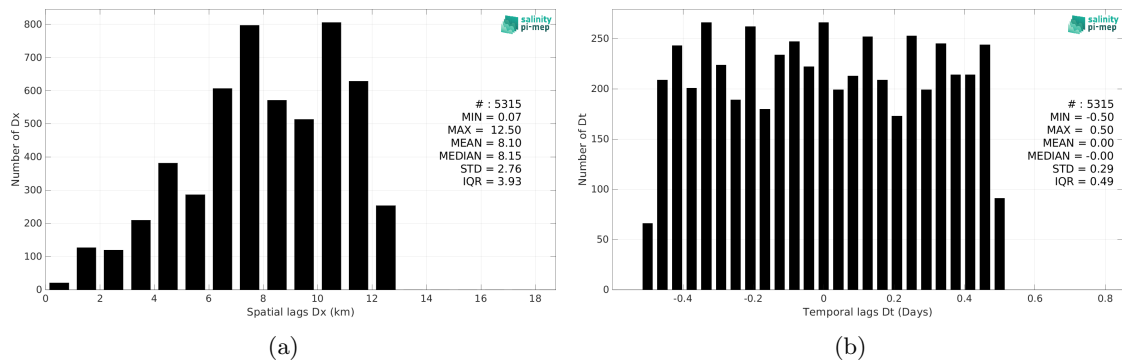 salinity
pi-mep
800
700
600
500
400
300
200
100
0
Number of Dx
# : 5315
MIN = 0.07
MAX = 12.50
MEAN = 8.10
MEDIAN = 8.15
STD = 2.76
IQR = 3.93
0 2 4 6 8 10 12 14 16 18
Spatial lags Dx (km)
(a)
salinity
pi-mep
250
200
150
100
50
0
Number of Dt
# : 5315
MIN = -0.50
MAX = 0.50
MEAN = 0.00
MEDIAN = -0.00
STD = 0.29
IQR = 0.49
-0.4 -0.2 0 0.2 0.4 0.6 0.8
Temporal lags Dt (Days)
(b)